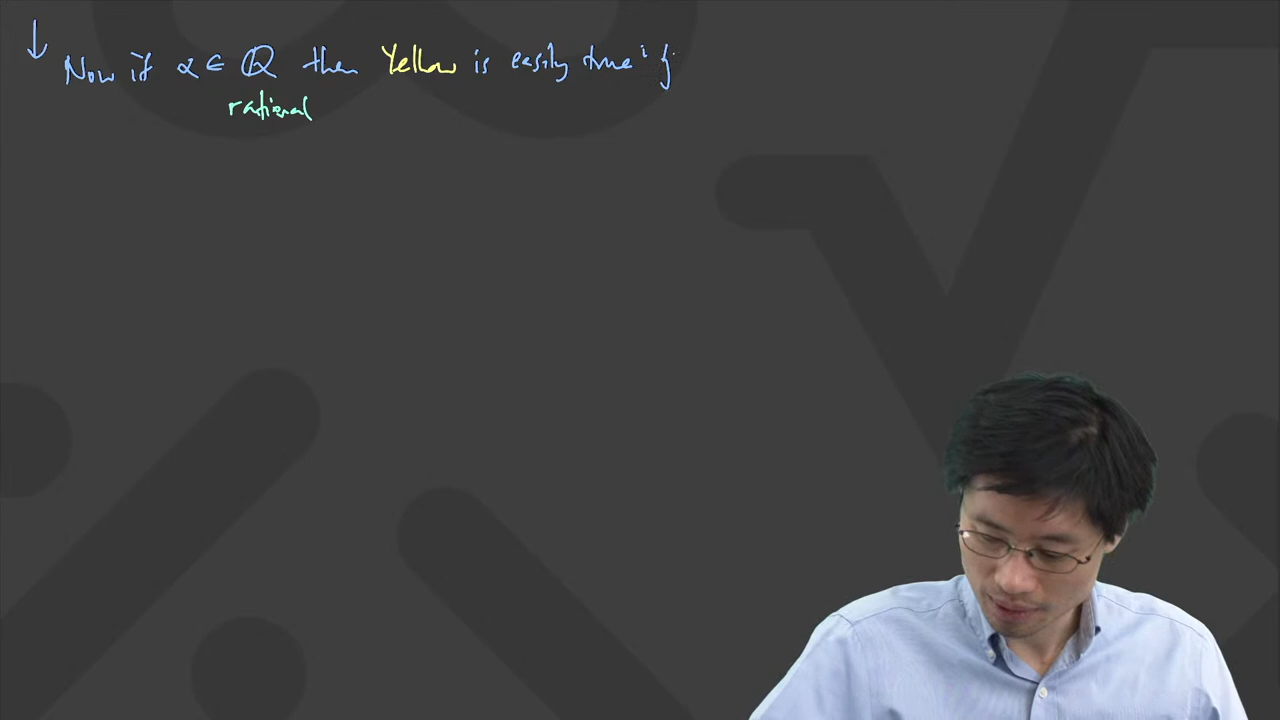 ↓ Now if α ∈ ℚ then Yellow is easily true:
rational